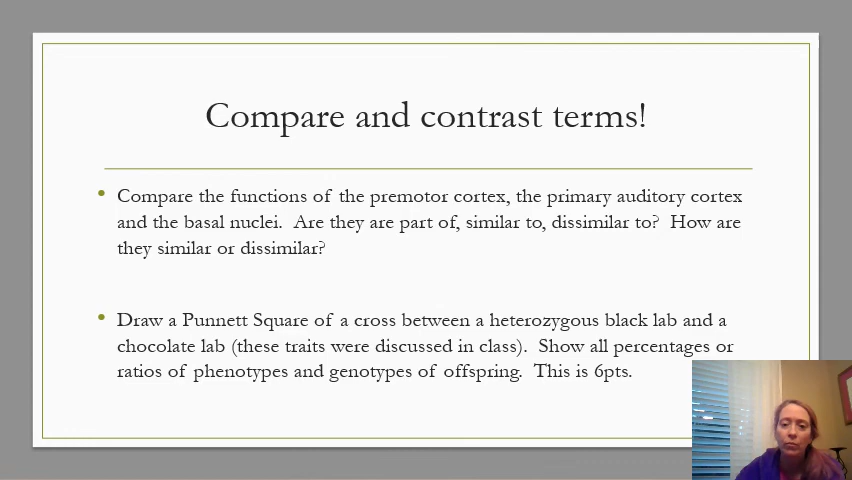 Compare and contrast terms!
Compare the functions of the premotor cortex, the primary auditory cortex
and the basal nuclei.  Are they are part of, similar to, dissimilar to?  How are
they similar or dissimilar?
Draw a Punnett Square of a cross between a heterozygous black lab and a
chocolate lab (these traits were discussed in class).  Show all percentages or
ratios of phenotypes and genotypes of offspring.  This is 6pts.